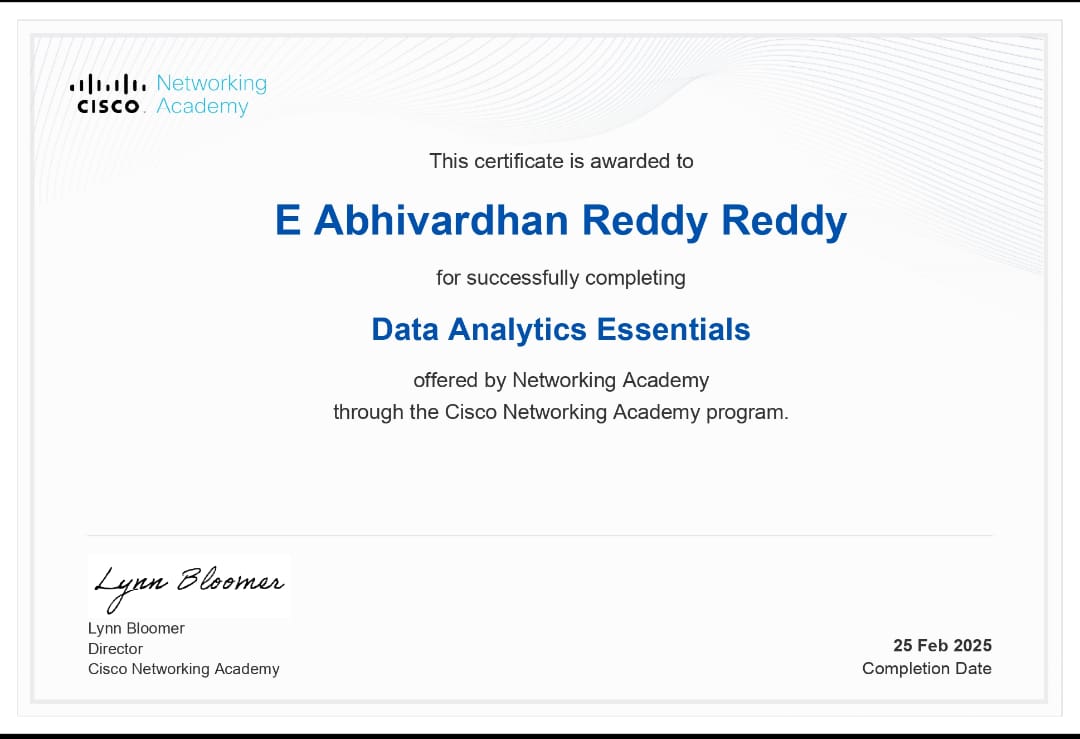 CISCO. Networking
Academy
This certificate is awarded to
E Abhivardhan Reddy Reddy
for successfully completing
Data Analytics Essentials
offered by Networking Academy
through the Cisco Networking Academy program.
Lynn Bloomer
Lynn Bloomer
Director
Cisco Networking Academy
25 Feb 2025
Completion Date